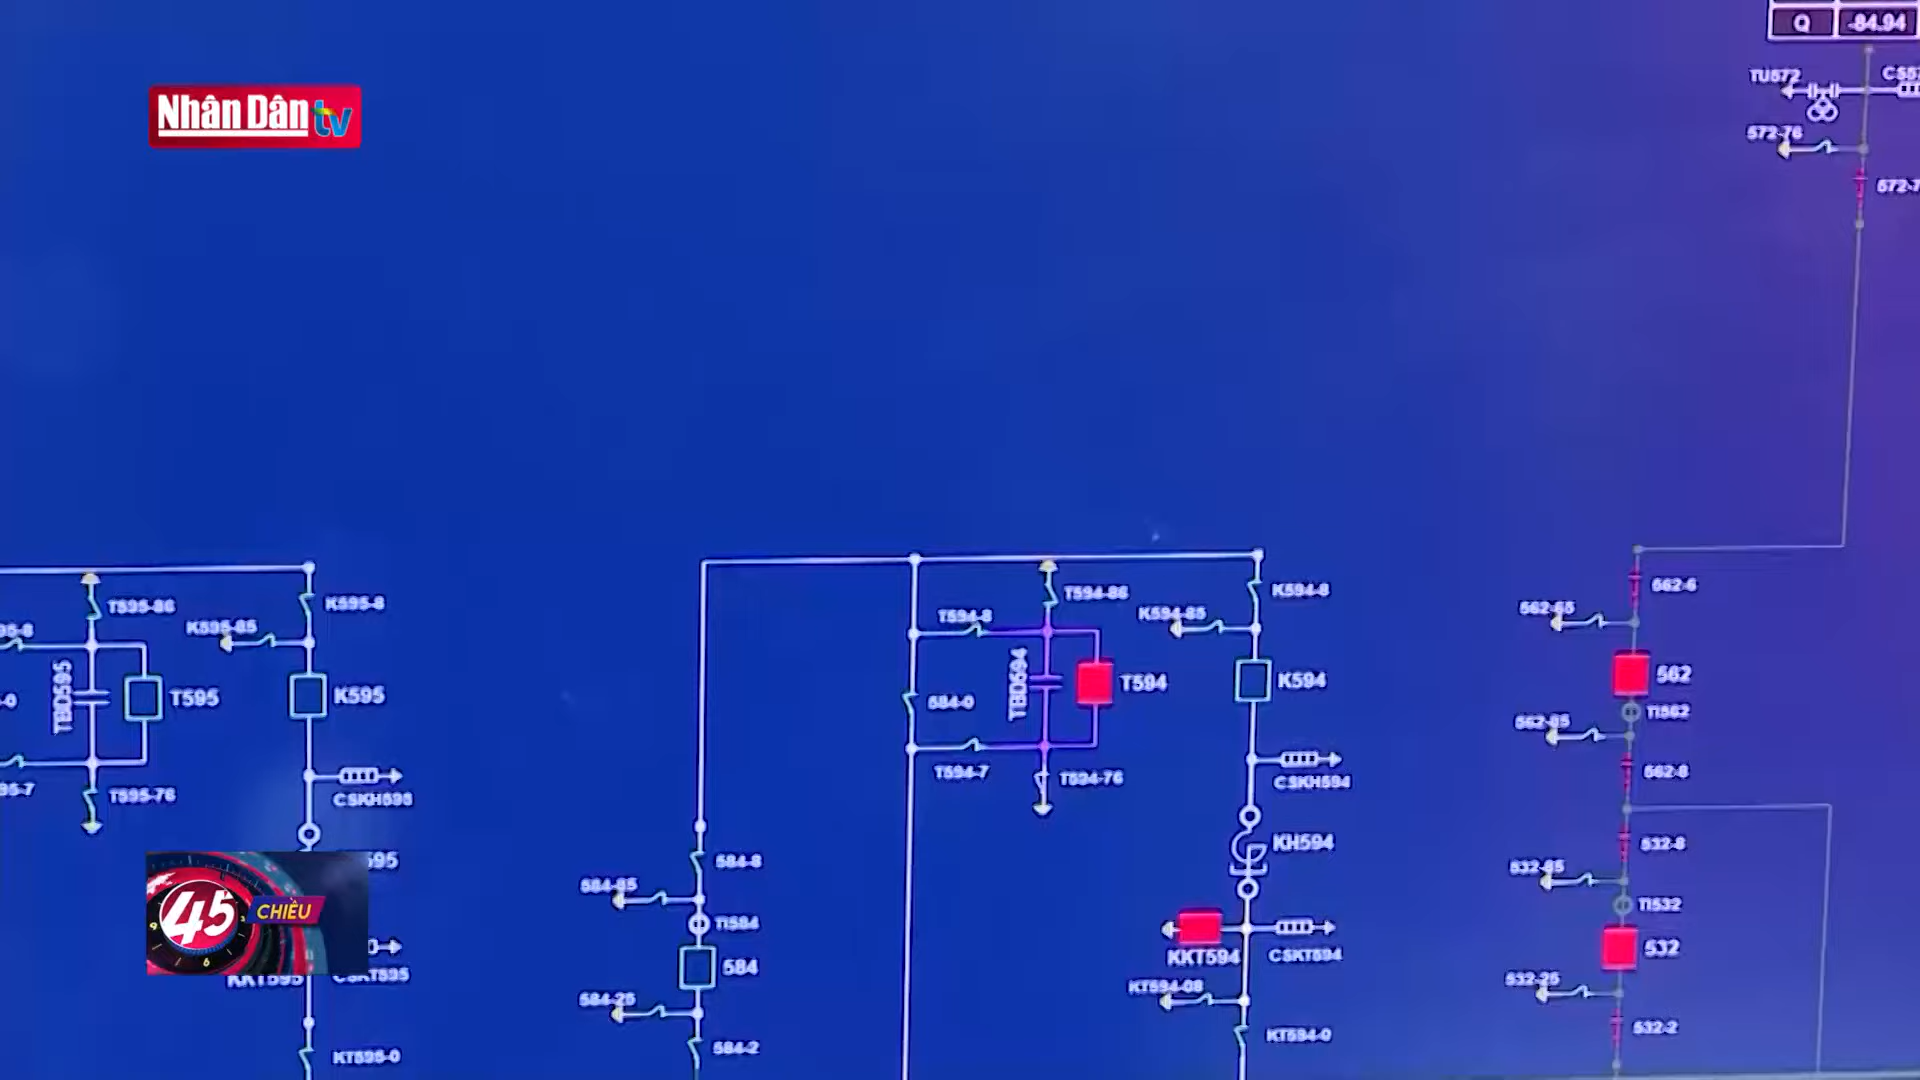 Q -84.94
TU572
572-76
Nhân Dân tv
K594-8
T594-86
562-6
K595-8
T595-86
562-65
K594-85
T594-8
K595-85
562
T594
K594
TBD594
T595
K595
TBD595
584-0
TI562
562-85
T594-7
T594-76
562-8
CSKH594
T595-76
CSKH595
KH594
532-8
584-8
532-85
584-85
TI532
TI584
45 CHIỀU
532
KKT594
CSKT594
584
KKT595
CSKT595
532-25
KT594-08
584-25
532-2
KT594-0
584-2
KT595-0